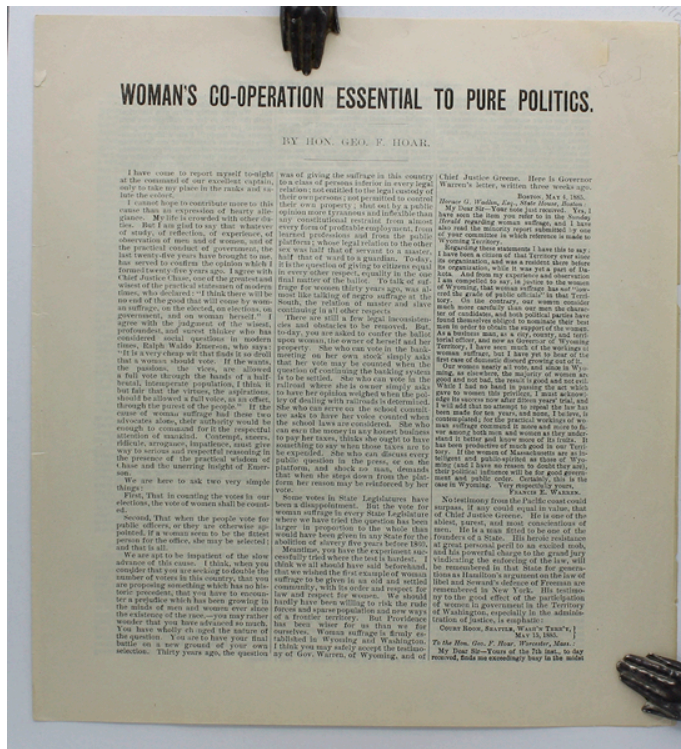 WOMAN'S CO-OPERATION ESSENTIAL TO PURE POLITICS.
BY HON. GEO. F. HOAR.
I have come to report myself to-night
at the command of our excellent captain,
only to take my place in the ranks and sa-
lute the colors.
I cannot hope to contribute more to this
cause than an expression of hearty alle-
giance. My life is crowded with other du-
ties. But I am glad to say that whatever
of study, of reflection, of experience, of
observation of men and of women, and of
the practical conduct of government, the
last twenty-five years have brought to me,
has served to confirm the opinion which I
formed twenty-five years ago. I agree with
Chief Justice Chase, one of the greatest and
wisest of the practical statesmen of modern
times, who declared: "I think there will be
no end of the good that will come by wom-
an suffrage, on the elected, on elections, on
government, and on woman herself." I
agree with the judgment of the wisest,
profoundest, and surest thinker who has
considered social questions in modern
times, Ralph Waldo Emerson, who says:
"It is a very cheap wit that finds it so droll
that a woman should vote. If the wants,
the passions, the vices, are allowed
a full vote through the hands of a half-
brutal, intemperate population, I think it
but fair that the virtues, the aspirations,
should be allowed a full voice, as an offset,
through the purest of the people." If the
cause of woman suffrage had these two
advocates alone, their authority would be
enough to command for it the respectful
attention of mankind. Contempt, sneers,
ridicule, arrogance, impatience, must give
way to serious and respectful reasoning in
the presence of the practical wisdom of
Chase and the unerring insight of Emer-
son.
We are here to ask two very simple
things:
First, That in counting the votes in our
elections, the vote of women shall be count-
ed.
Second, That when the people vote for
public officers, or they are otherwise ap-
pointed, if a woman seem to be the fittest
person for the office, she may be selected;
and that is all.
We are apt to be impatient of the slow
advance of this cause. I think, when you
consider that you are seeking to double the
number of voters in this country, that you
are proposing something which has no his-
toric precedent, that you have to encoun-
ter a prejudice which has been growing in
the minds of men and women ever since
the existence of the race,—you may rather
wonder that you have advanced so much.
You have wholly changed the nature of
the question. You are to have your final
battle on a new ground of your own
selection. Thirty years ago, the question
was of giving the suffrage in this country
to a class of persons inferior in every legal
relation; not entitled to the legal custody of
their own persons; not permitted to control
their own property; shut out by a public
opinion more tyrannous and inflexible than
any constitutional restraint from almost
every form of profitable employment, from
learned professions and from the public
platform; whose legal relation to the other
sex was half that of servant to a master,
half that of ward to a guardian. To-day,
it is the question of giving to citizens equal
in every other respect, equality in the one
final matter of the ballot. To talk of suf-
frage for women thirty years ago, was al-
most like talking of negro suffrage at the
South, the relation of master and slave
continuing in all other respects
There are still a few legal inconsisten-
cies and obstacles to be removed. But,
to-day, you are asked to confer the ballot
upon woman, the owner of herself and her
property. She who can vote in the bank-
meeting on her own stock simply asks
that her vote may be counted when the
question of continuing the banking system
is to be settled. She who can vote in the
railroad where she is owner simply asks
to have her opinion weighed when the pol-
icy of dealing with railroads is determined.
She who can serve on the school commit-
tee asks to have her voice counted when
the school laws are considered. She who
can earn the money in any honest business
to pay her taxes, thinks she ought to have
something to say when those taxes are to
be expended. She who can discuss every
public question in the press, or on the
platform, and shock no man, demands
that when she steps down from the plat-
form her reason may be reinforced by her
vote.
Some votes in State Legislatures have
been a disappointment. But the vote for
woman suffrage in every State Legislature
where we have tried the question has been
larger in proportion to the whole than
would have been given in any State for the
abolition of slavery five years before 1860.
Meantime, you have the experiment suc-
cessfully tried where the test is hardest. I
think we all should have said beforehand,
that we wished the first example of woman
suffrage to be given in an old and settled
community, with its order and respect for
law and respect for women. We should
hardly have been willing to risk the rude
forces and sparse population and new ways
of a frontier territory. But Providence
has been wiser for us than we for
ourselves. Woman suffrage is firmly es-
tablished in Wyoming and Washington.
I think you may safely accept the testimo-
ny of Gov. Warren, of Wyoming, and of
Chief Justice Greene. Here is Governor
Warren's letter, written three weeks ago.
BOSTON, MAY 4, 1885.
Horace G. Wadlin, Esq., State House, Boston:
My Dear Sir—Your note just received. Yes, I
have seen the item you refer to in the Sunday
Herald regarding woman suffrage, and I have
also read the minority report submitted by one
of your committee in which reference is made to
Wyoming Territory.
Regarding these statements I have this to say:
I have been a citizen of that Territory ever since
its organization, and was a resident there before
its organization, while it was yet a part of Da-
kota. And from my experience and observation
I am compelled to say, in justice to the women
of Wyoming, that woman suffrage has not "low-
ered the grade of public officials" in that Terri-
tory. On the contrary, our women consider
much more carefully than our men the charac-
ter of candidates, and both political parties have
found themselves obliged to nominate their best
men in order to obtain the support of the women.
As a business man, as a city, county, and terri-
torial officer, and now as Governor of Wyoming
Territory, I have seen much of the workings of
woman suffrage, but I have yet to hear of the
first case of domestic discord growing out of it.
Our women nearly all vote, and since in Wyo-
ming, as elsewhere, the majority of women are
good and not bad, the result is good and not evil.
While I had no hand in passing the act which
gave to women this privilege, I must acknowl-
edge its success now after fifteen years' trial, and
I will add that no attempt to repeal the law has
been made for ten years, and none, I believe, is
contemplated; for the practical workings of wo-
man suffrage commend it more and more to fa-
vor among both men and women as they under-
stand it better and know more of its traits. It
has been productive of much good in our Terri-
tory. If the women of Massachusetts are as in-
telligent and public-spirited as those of Wyo-
ming (and I have no reason to doubt they are),
their political influence will be for good govern-
ment and public order. Certainly, this is the
case in Wyoming. Very respectfully yours,
FRANCIS E. WARREN.
No testimony from the Pacific coast could
surpass, if any could equal in value, that
of Chief Justice Greene. He is one of the
ablest, purest, and most conscientious of
men. He is a man fitted to be one of the
founders of a State. His heroic resistance
at great personal peril to an excited mob,
and his powerful charge to the grand jury
vindicating the enforcing of the law, will
be remembered in that State for genera-
tions as Hamilton's argument on the law of
libel and Seward's defence of Freeman are
remembered in New York. His testimo-
ny to the good effect of the participation
of women in government in the Territory
of Washington, especially in the adminis-
tration of justice, is emphatic:
COURT ROOM, SEATTLE, WASH'N TERR'Y,
MAY 15, 1885.
To the Hon. Geo. F. Hoar, Worcester, Mass.:
My Dear Sir—Yours of the 7th inst., to day
received, finds me exceedingly busy in the midst